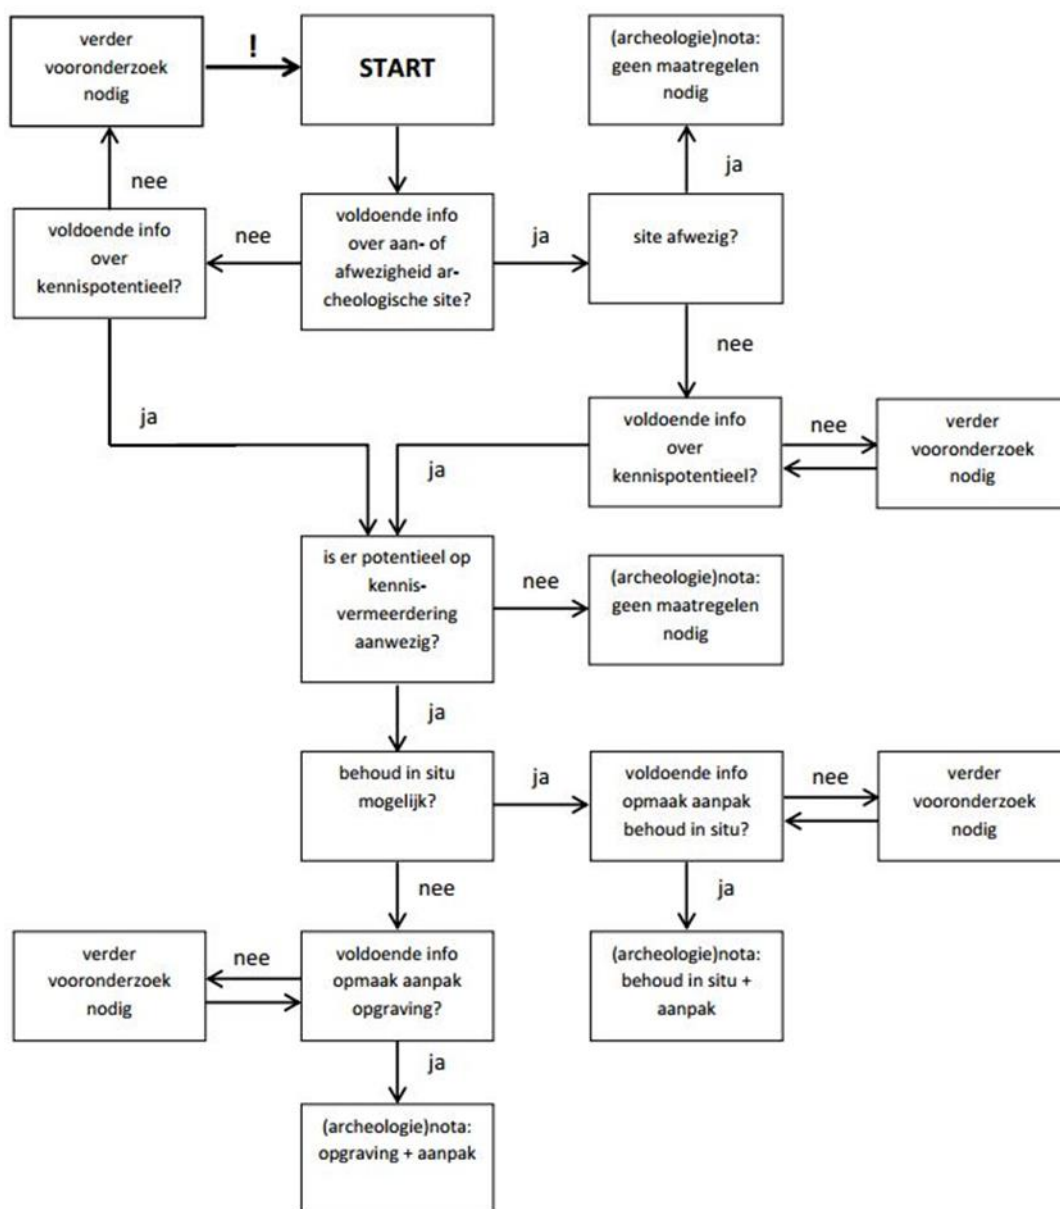 verder
vooronderzoek
nodig
!
START
(archeologie)nota:
geen maatregelen
nodig
nee
ja
voldoende info
over
kennispotentieel?
nee
voldoende info
over aan- of
afwezigheid ar-
cheologische site?
ja
site afwezig?
ja
nee
voldoende info
over
kennispotentieel?
nee
verder
vooronderzoek
nodig
ja
is er potentieel op
kennis-
vermeerdering
aanwezig?
nee
(archeologie)nota:
geen maatregelen
nodig
ja
behoud in situ
mogelijk?
ja
voldoende info
opmaak aanpak
behoud in situ?
nee
verder
vooronderzoek
nodig
nee
ja
verder
vooronderzoek
nodig
nee
voldoende info
opmaak aanpak
opgraving?
(archeologie)nota:
behoud in situ +
aanpak
ja
(archeologie)nota:
opgraving + aanpak